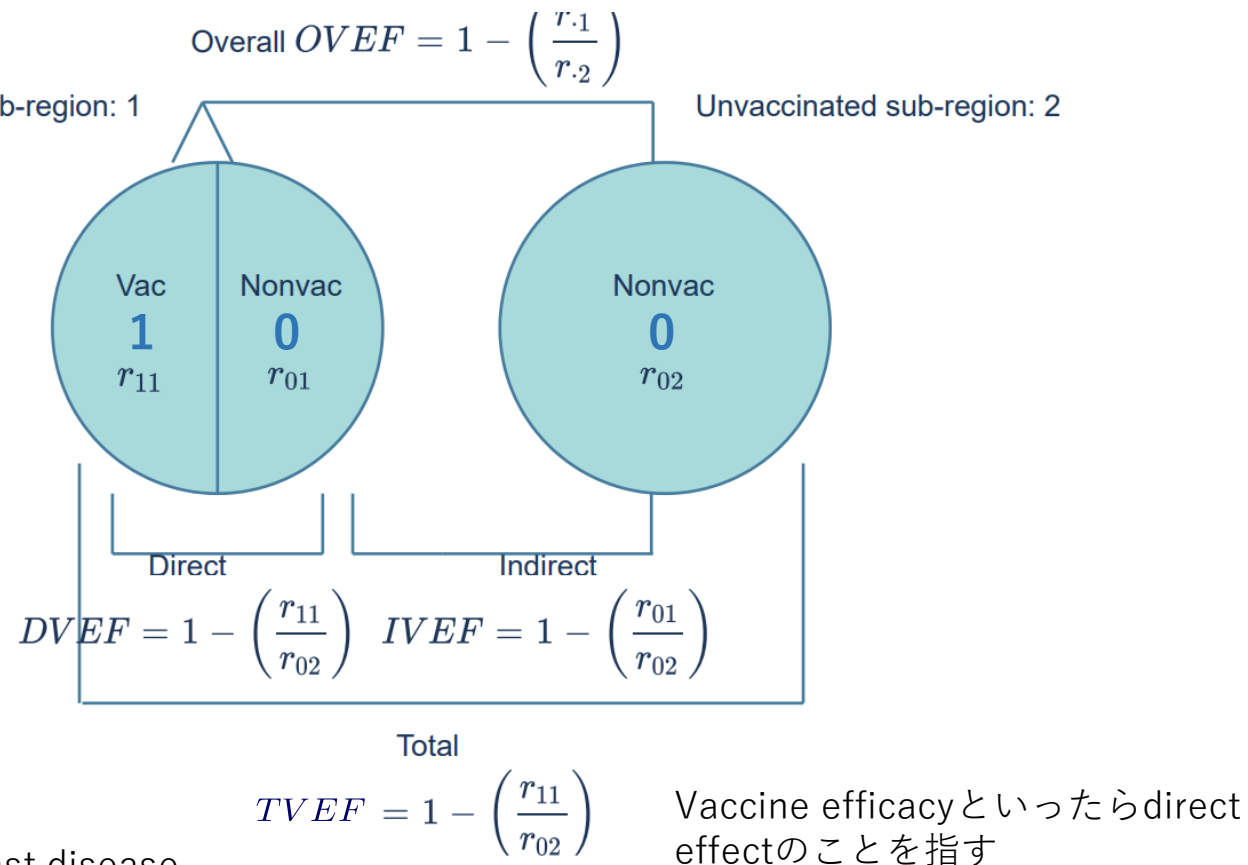 Overall OVEF = 1 − (r.1 / r.2)
b-region: 1
Unvaccinated sub-region: 2
Vac
1
r11
Nonvac
0
r01
Nonvac
0
r02
Direct
Indirect
DVEF = 1 − (r11 / r02)
IVEF = 1 − (r01 / r02)
Total
TVEF = 1 − (r11 / r02)
Vaccine efficacyといったらdirect
effectのことを指す
st disease